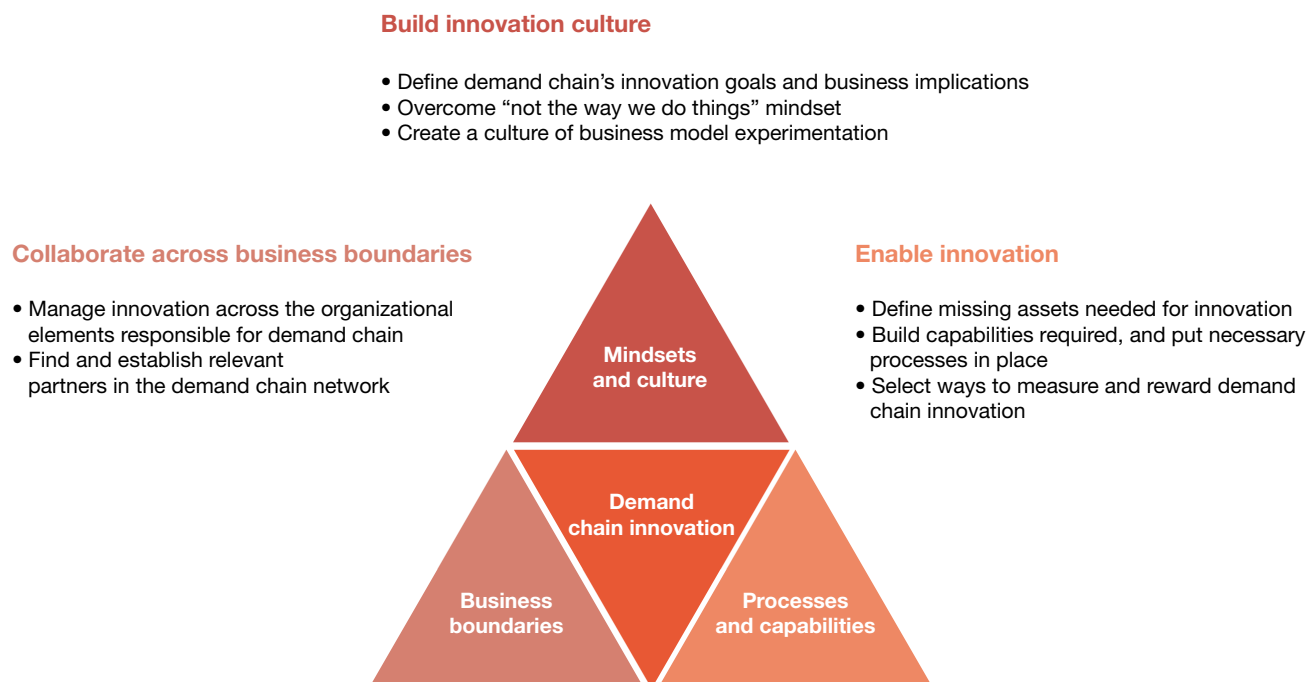 Build innovation culture
• Define demand chain’s innovation goals and business implications
• Overcome “not the way we do things” mindset
• Create a culture of business model experimentation
Collaborate across business boundaries
• Manage innovation across the organizational
elements responsible for demand chain
• Find and establish relevant
partners in the demand chain network
Enable innovation
• Define missing assets needed for innovation
• Build capabilities required, and put necessary
processes in place
• Select ways to measure and reward demand
chain innovation
Mindsets
and culture
Demand
chain innovation
Business
boundaries
Processes
and capabilities